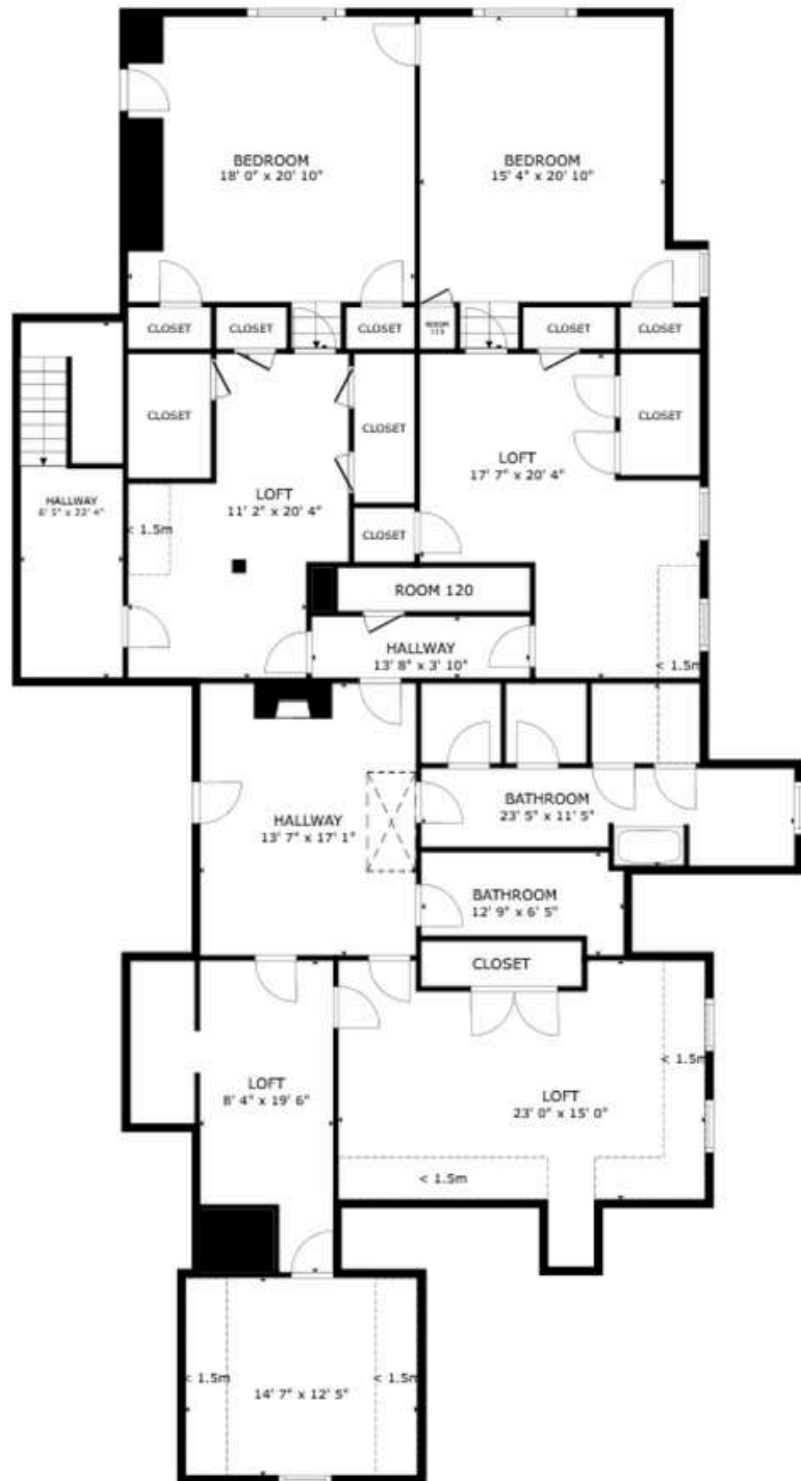 BEDROOM
18' 0" x 20' 10"
BEDROOM
15' 4" x 20' 10"
CLOSET
CLOSET
CLOSET
ROOM
CLOSET
CLOSET
CLOSET
CLOSET
CLOSET
LOFT
17' 7" x 20' 4"
LOFT
11' 2" x 20' 4"
HALLWAY
x 22' 4"
< 1.5m
CLOSET
ROOM 120
HALLWAY
13' 8" x 3' 10"
< 1.5m
HALLWAY
13' 7" x 17' 1"
BATHROOM
23' 5" x 11' 5"
BATHROOM
12' 9" x 6' 5"
CLOSET
< 1.5m
LOFT
8' 4" x 19' 6"
LOFT
23' 0" x 15' 0"
< 1.5m
< 1.5m
< 1.5m
14' 7" x 12' 5"